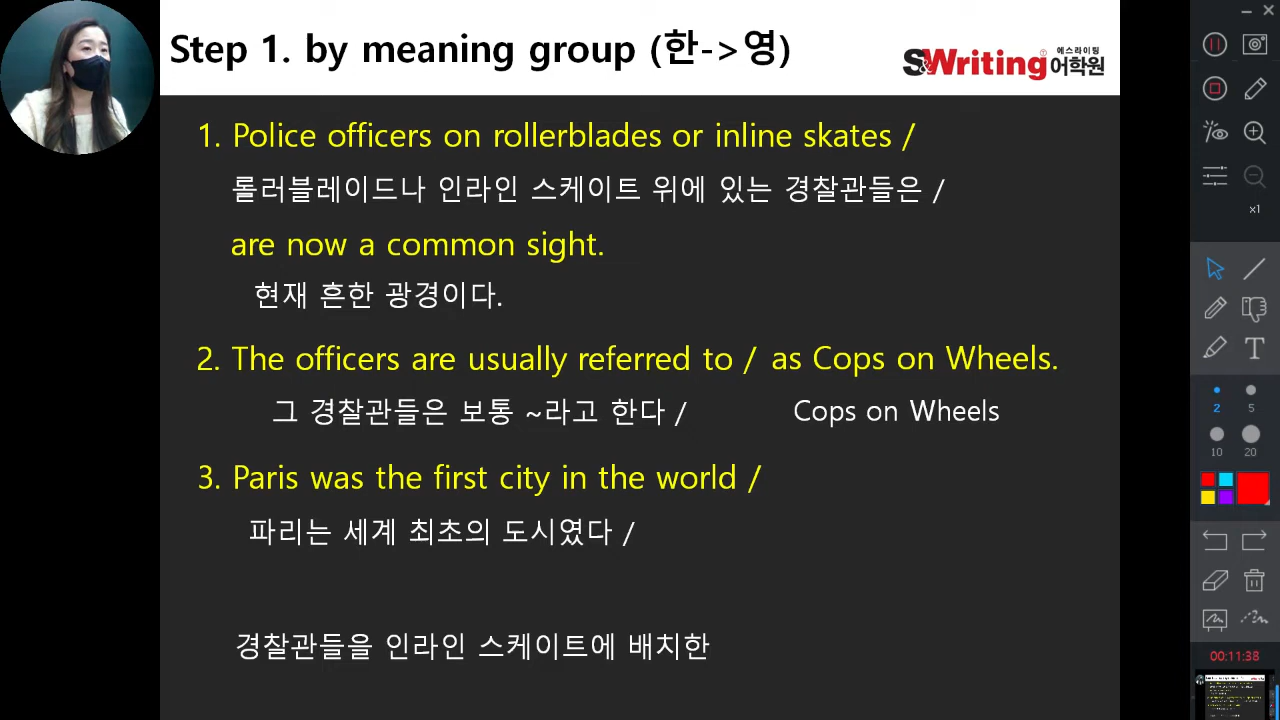 Step 1. by meaning group (한->영)
S&Writing 에스라이팅 어학원
1. Police officers on rollerblades or inline skates /
롤러블레이드나 인라인 스케이트 위에 있는 경찰관들은 /
are now a common sight.
현재 흔한 광경이다.
2. The officers are usually referred to / as Cops on Wheels.
그 경찰관들은 보통 ~라고 한다 / Cops on Wheels
3. Paris was the first city in the world /
파리는 세계 최초의 도시였다 /
경찰관들을 인라인 스케이트에 배치한
x1
T
2 5
10 20
00:11:38